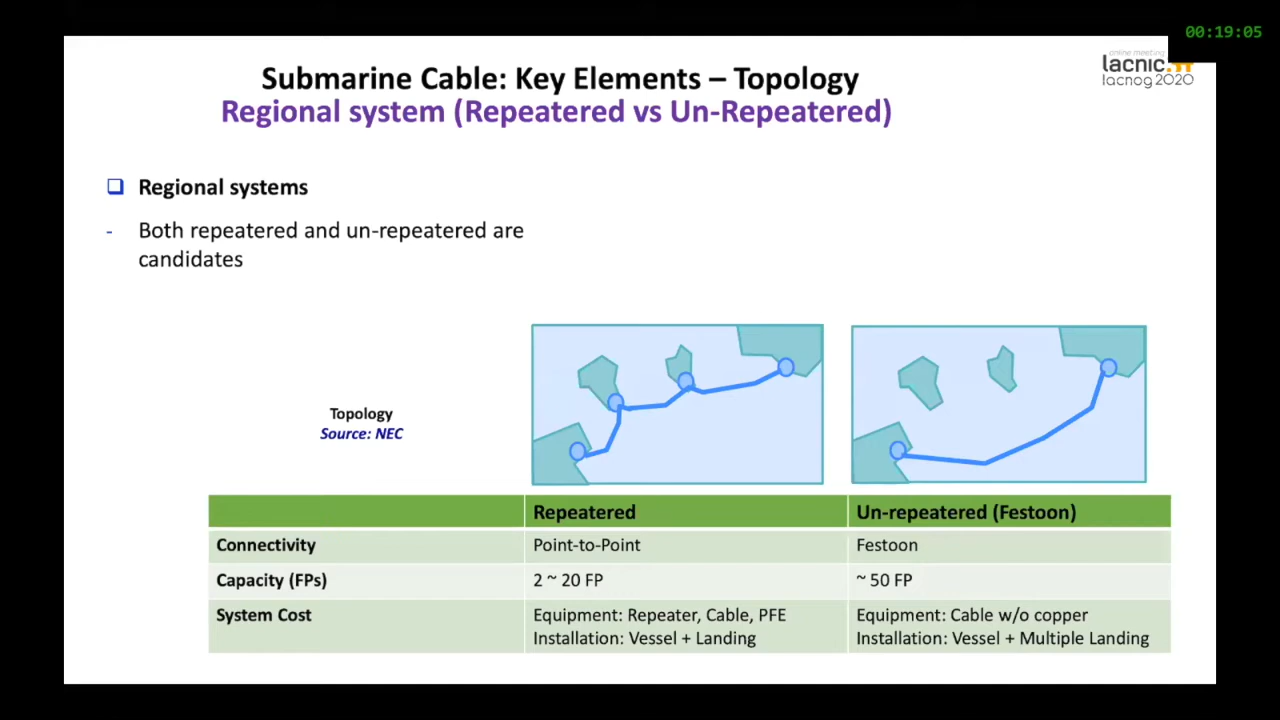 00:19:05
online meeting
lacnic
lacnog 2020
Submarine Cable: Key Elements – Topology
Regional system (Repeatered vs Un-Repeatered)
❑ Regional systems
- Both repeatered and un-repeatered are
candidates
Topology
Source: NEC
Repeatered
Un-repeatered (Festoon)
Connectivity
Point-to-Point
Festoon
Capacity (FPs)
2 ~ 20 FP
~ 50 FP
System Cost
Equipment: Repeater, Cable, PFE
Installation: Vessel + Landing
Equipment: Cable w/o copper
Installation: Vessel + Multiple Landing